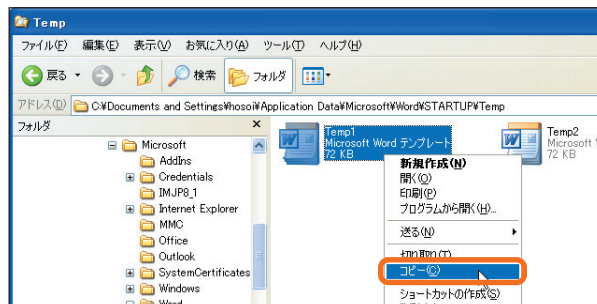 Temp
ファイル(F) 編集(E) 表示(V) お気に入り(A) ツール(T) ヘルプ(H)
戻る 検索 フォルダ
アドレス(D) C:¥Documents and Settings¥hosoi¥Application Data¥Microsoft¥Word¥STARTUP¥Temp
フォルダ ×
Microsoft
AddIns
Credentials
IMJP8_1
Internet Explorer
MMC
Office
Outlook
SystemCertificates
Windows
Word
Temp1
Microsoft Word テンプレート
72 KB
Temp2
Microsoft
72 KB
新規作成(N)
開く(O)
印刷(P)
プログラムから開く(H)...
送る(N)
切り取り(T)
コピー(C)
ショートカットの作成(S)